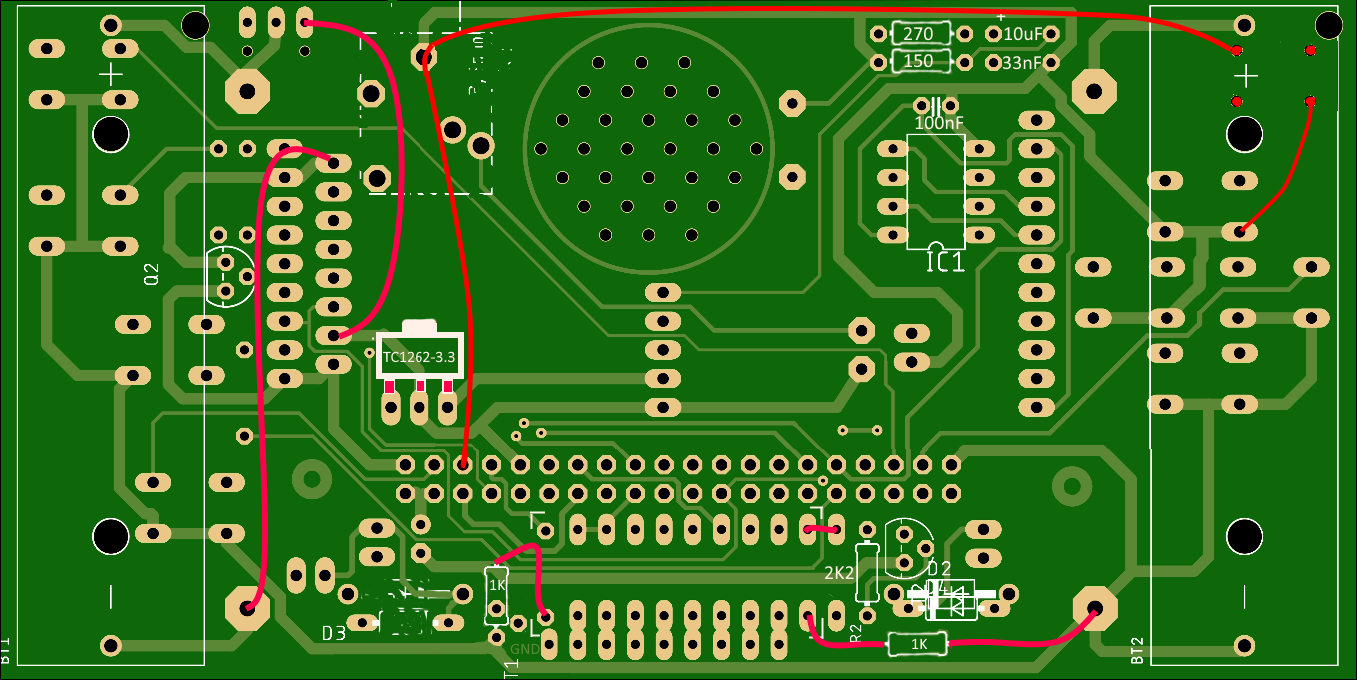 +
270
10uF
150
33nF
100nF
IC1
Q2
TC1262-3.3
1K
2K2
D2
D3
R2
1K
GND
T1
BT1
BT2